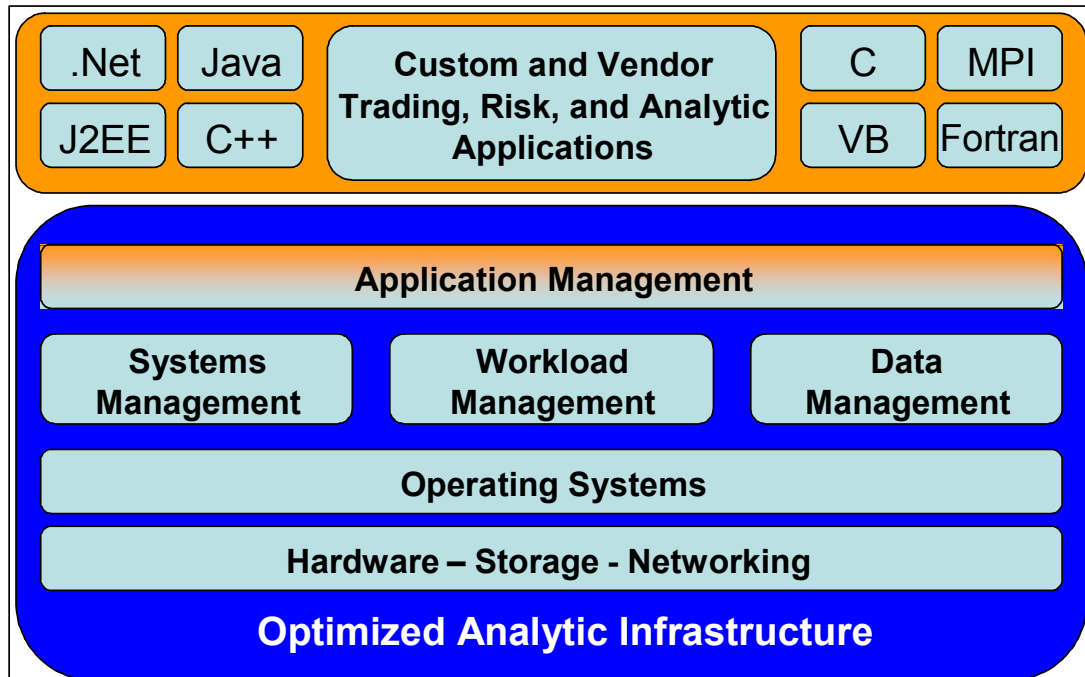 .Net
Java
J2EE
C++
Custom and Vendor
Trading, Risk, and Analytic
Applications
C
MPI
VB
Fortran
Application Management
Systems
Management
Workload
Management
Data
Management
Operating Systems
Hardware – Storage - Networking
Optimized Analytic Infrastructure